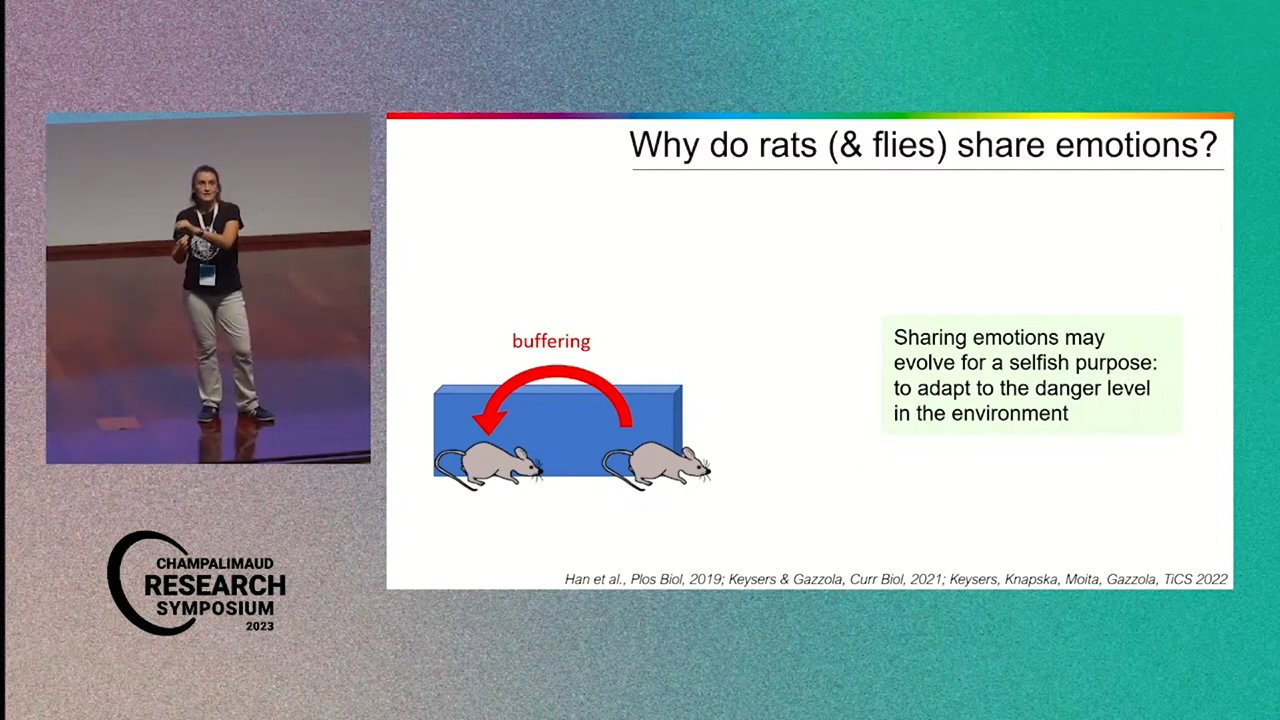 Why do rats (& flies) share emotions?
buffering
Sharing emotions may
evolve for a selfish purpose:
to adapt to the danger level
in the environment
Han et al., Plos Biol, 2019; Keysers & Gazzola, Curr Biol, 2021; Keysers, Knapska, Moita, Gazzola, TiCS 2022
CHAMPALIMAUD
RESEARCH
SYMPOSIUM
2023